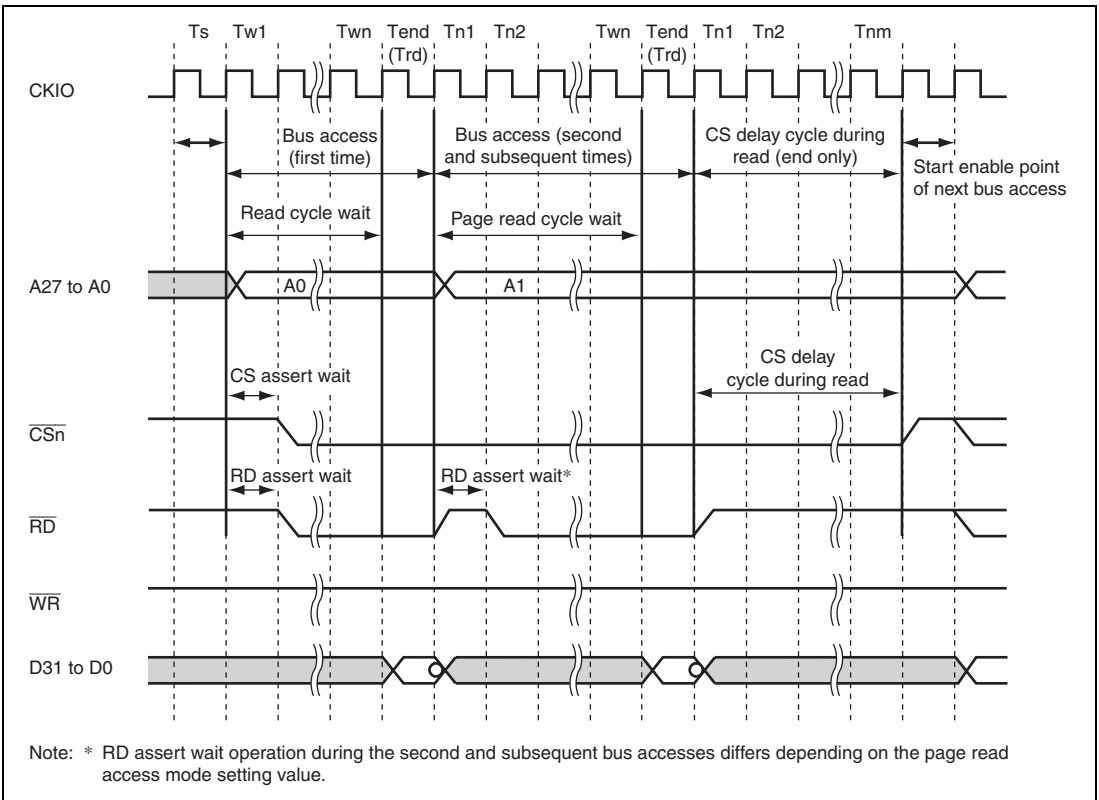 Ts Tw1 Twn Tend Tn1 Tn2 Twn Tend Tn1 Tn2 Tnm
(Trd) (Trd)
CKIO
Bus access
(first time)
Bus access (second
and subsequent times)
CS delay cycle during
read (end only)
Start enable point
of next bus access
Read cycle wait
Page read cycle wait
A27 to A0
A0
A1
CS assert wait
CS delay
cycle during read
CSn
RD assert wait
RD assert wait*
RD
WR
D31 to D0
Note: * RD assert wait operation during the second and subsequent bus accesses differs depending on the page read
access mode setting value.